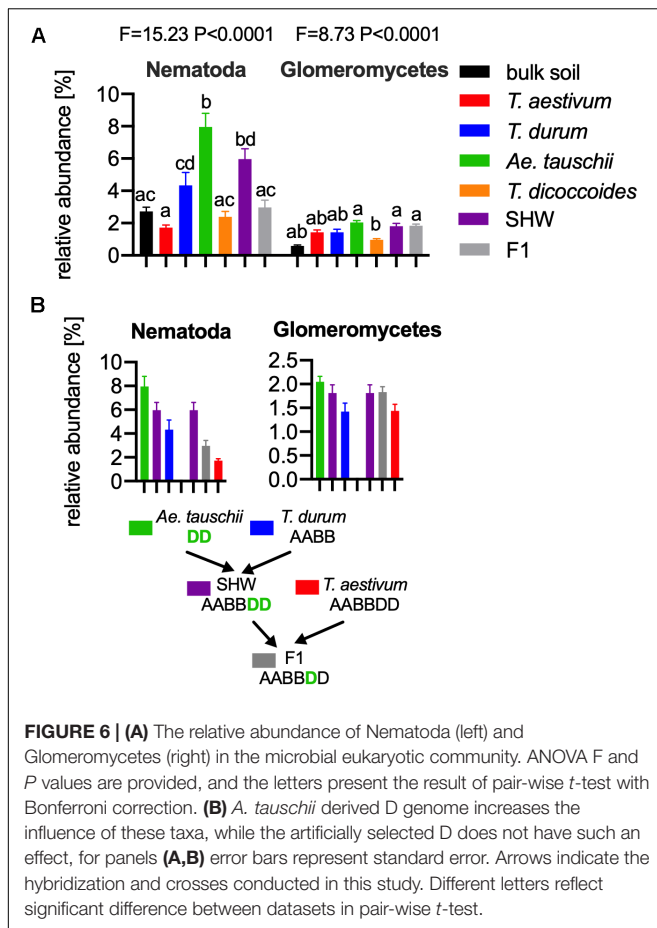 A
F=15.23 P<0.0001 F=8.73 P<0.0001
Nematoda Glomeromycetes
relative abundance [%]
10
8
6
4
2
0
ac a cd b ac bd ac
ab ab ab a b a a
bulk soil
T. aestivum
T. durum
Ae. tauschii
T. dicoccoides
SHW
F1
B
Nematoda Glomeromycetes
relative abundance [%]
10
8
6
4
2
0
2.5
2.0
1.5
1.0
0.5
0.0
Ae. tauschii T. durum
DD AABB
SHW T. aestivum
AABBDD AABBDD
F1
AABBDD
FIGURE 6 | (A) The relative abundance of Nematoda (left) and
Glomeromycetes (right) in the microbial eukaryotic community. ANOVA F and
P values are provided, and the letters present the result of pair-wise t-test with
Bonferroni correction. (B) A. tauschii derived D genome increases the
influence of these taxa, while the artificially selected D does not have such an
effect, for panels (A,B) error bars represent standard error. Arrows indicate the
hybridization and crosses conducted in this study. Different letters reflect
significant difference between datasets in pair-wise t-test.